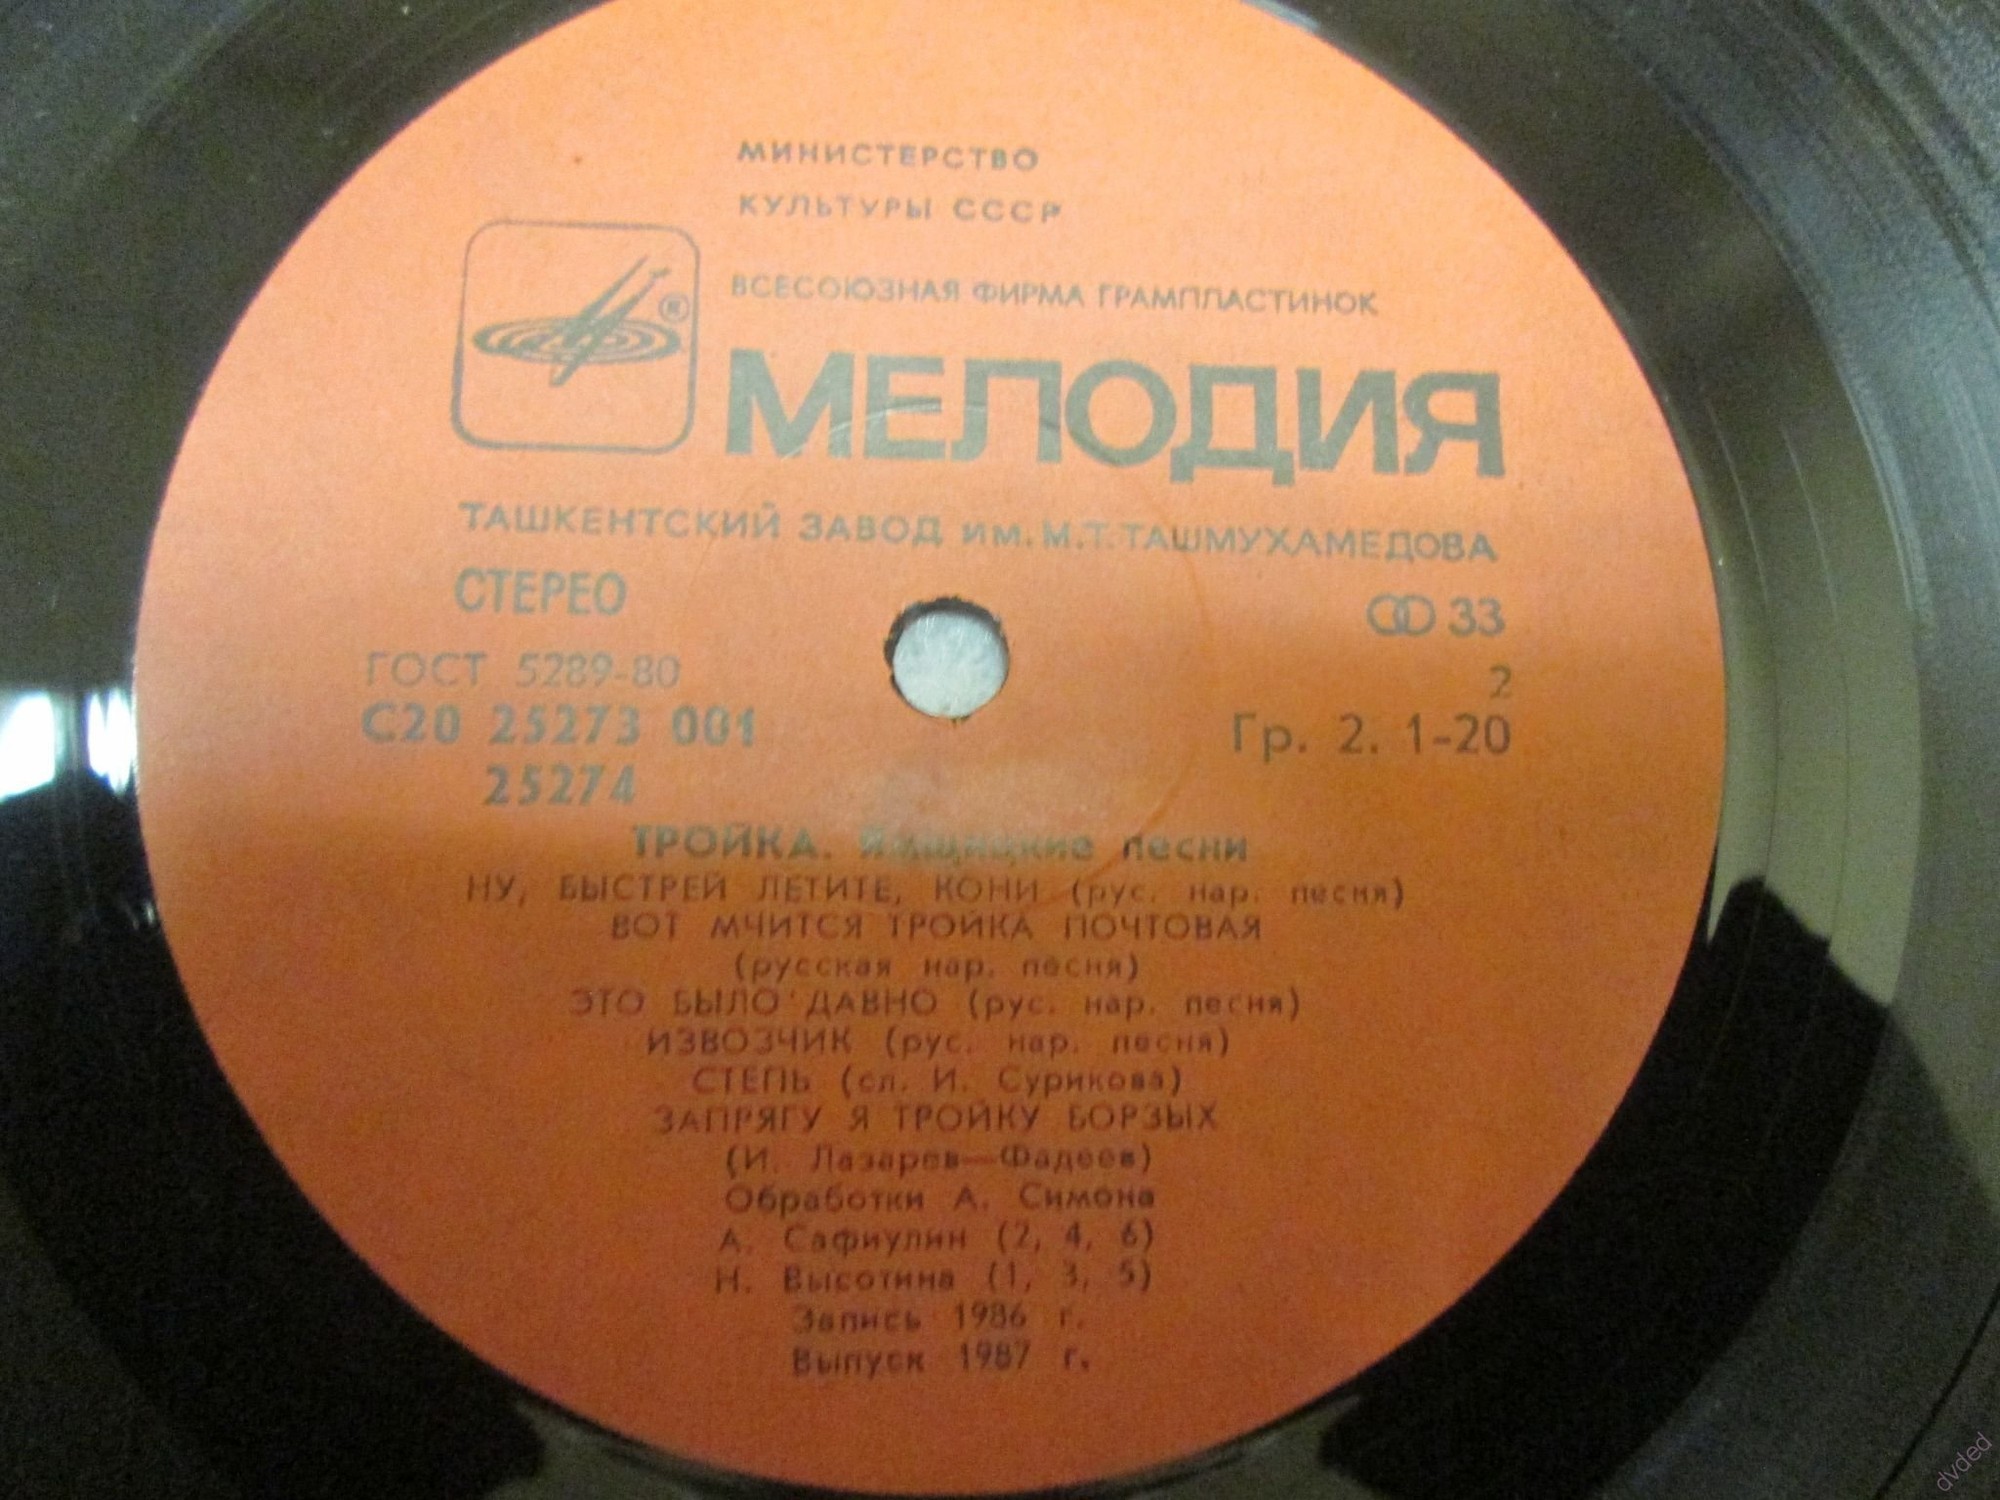 МИНИСТЕРСТВО
КУЛЬТУРЫ СССР
ВСЕСОЮЗНАЯ ФИРМА ГРАМПЛАСТИНОК
®
МЕЛОДИЯ
ТАШКЕНТСКИЙ ЗАВОД им. М.Т. ТАШМУХАМЕДОВА
СТЕРЕО
33
ГОСТ 5289-80
2
С20 25273 001
Гр. 2. 1-20
25274
ТРОЙКА. Ямщицкие песни
НУ, БЫСТРЕЙ ЛЕТИТЕ, КОНИ (рус. нар. песня)
ВОТ МЧИТСЯ ТРОЙКА ПОЧТОВАЯ
(русская нар. песня)
ЭТО БЫЛО ДАВНО (рус. нар. песня)
ИЗВОЗЧИК (рус. нар. песня)
СТЕПЬ (сл. И. Сурикова)
ЗАПРЯГУ Я ТРОЙКУ БОРЗЫХ
(И. Лазарев—Фадеев)
Обработки А. Симона
А. Сафиулин (2, 4, 6)
Н. Высотина (1, 3, 5)
Запись 1986 г.
Выпуск 1987 г.
dvded